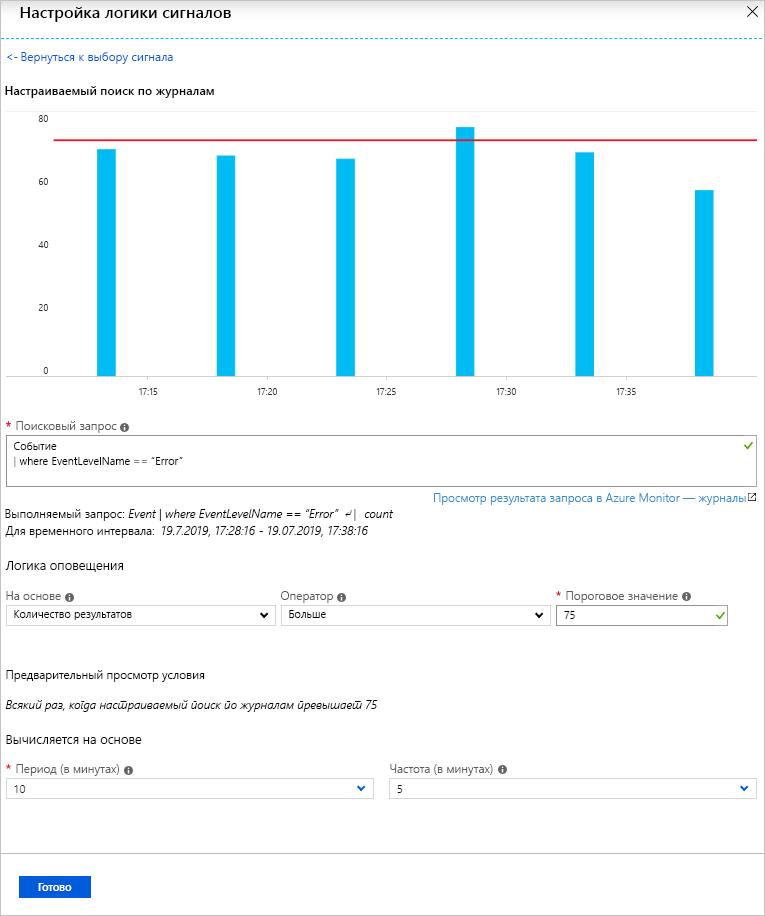 Настройка логики сигналов
<- Вернуться к выбору сигнала
Настраиваемый поиск по журналам
80
60
40
20
0
17:15 17:20 17:25 17:30 17:35
* Поисковый запрос
Событие
| where EventLevelName == "Error"
Просмотр результата запроса в Azure Monitor — журналы
Выполняемый запрос: Event | where EventLevelName == "Error" ↲ | count
Для временного интервала: 19.7.2019, 17:28:16 - 19.07.2019, 17:38:16
Логика оповещения
На основе Оператор * Пороговое значение
Количество результатов Больше 75
Предварительный просмотр условия
Всякий раз, когда настраиваемый поиск по журналам превышает 75
Вычисляется на основе
* Период (в минутах) Частота (в минутах)
10 5
Готово